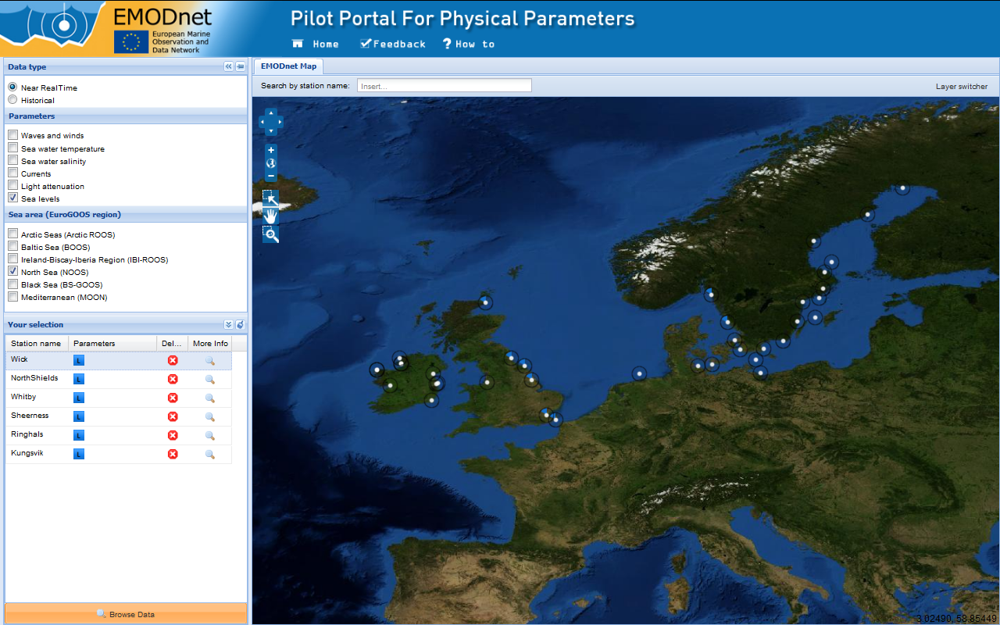 EMODnet
European Marine
Observation and
Data Network
Pilot Portal For Physical Parameters
Home
Feedback
? How to
Data type
Near RealTime
Historical
Parameters
Waves and winds
Sea water temperature
Sea water salinity
Currents
Light attenuation
Sea levels
Sea area (EuroGOOS region)
Arctic Seas (Arctic ROOS)
Baltic Sea (BOOS)
Ireland-Biscay-Iberia Region (IBI-ROOS)
North Sea (NOOS)
Black Sea (BS-GOOS)
Mediterranean (MOON)
Your selection
Station name Parameters Del... More Info
Wick L
NorthShields L
Whitby L
Sheerness L
Ringhals L
Kungsvik L
Browse Data
EMODnet Map
Search by station name: Insert...
Layer switcher
3.02490, 58.85449